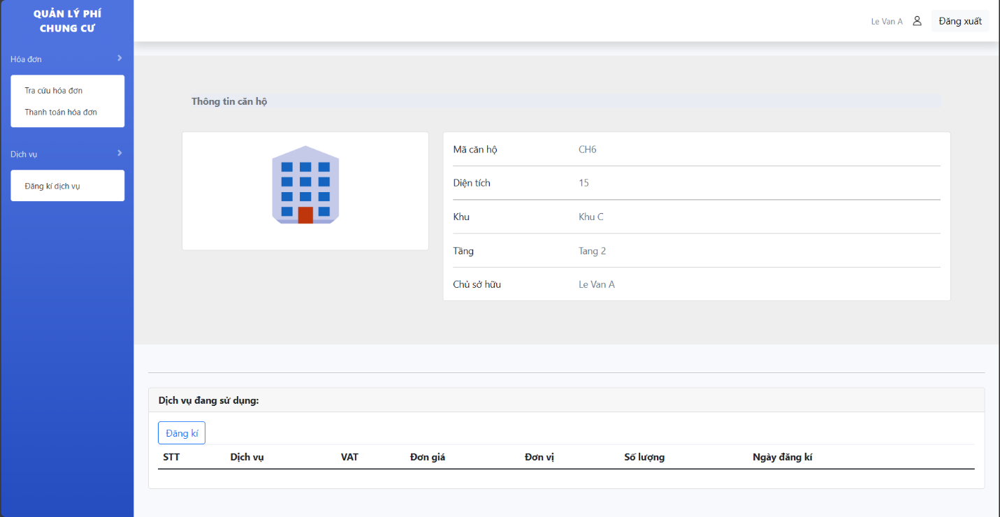 QUẢN LÝ PHÍ
CHUNG CƯ
Le Van A
Đăng xuất
Hóa đơn
Tra cứu hóa đơn
Thanh toán hóa đơn
Dịch vụ
Đăng kí dịch vụ
Thông tin căn hộ
Mã căn hộ CH6
Diện tích 15
Khu Khu C
Tầng Tang 2
Chủ sở hữu Le Van A
Dịch vụ đang sử dụng:
Đăng kí
STT Dịch vụ VAT Đơn giá Đơn vị Số lượng Ngày đăng kí